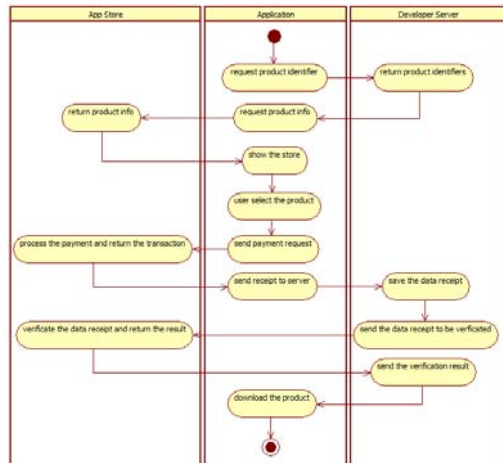 App Store
Application
Developer Server
request product identifier
return product identifiers
return product info
request product info
show the store
user select the product
process the payment and return the transaction
send payment request
send receipt to server
save the data receipt
verificate the data receipt and return the result
send the data receipt to be verficated
send the verification result
download the product